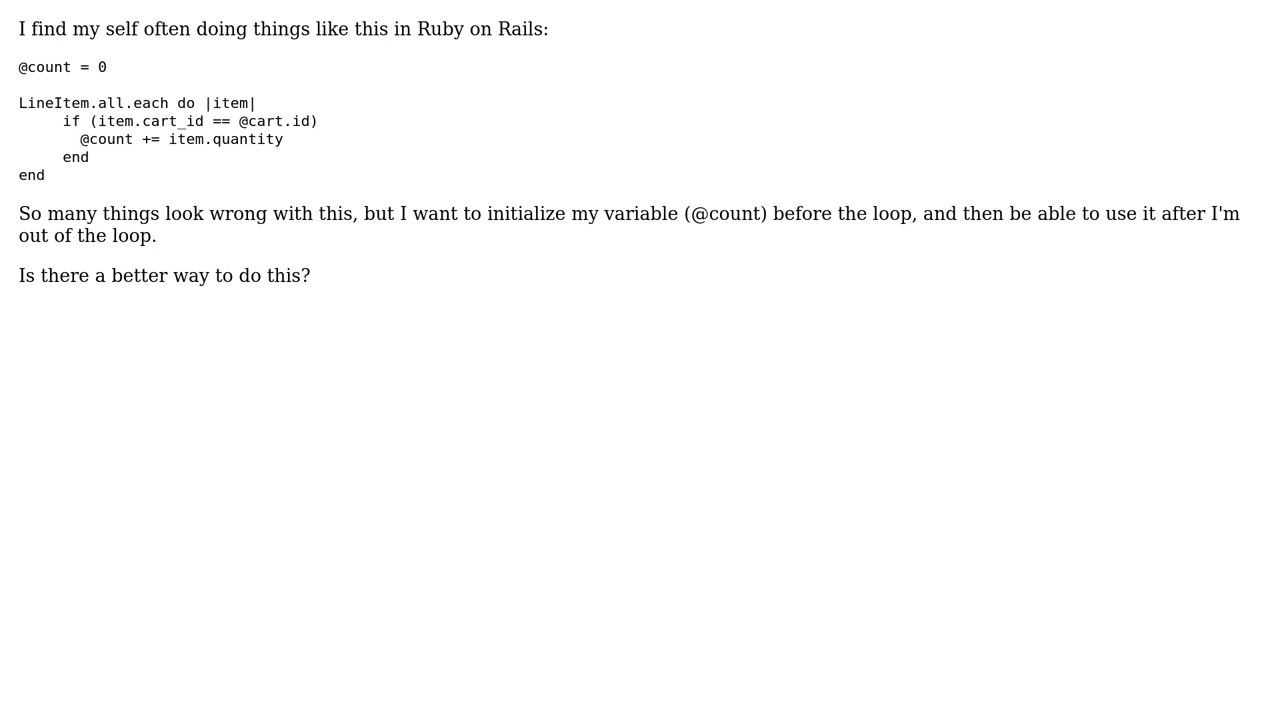 I find my self often doing things like this in Ruby on Rails:
@count = 0
LineItem.all.each do |item|
     if (item.cart_id == @cart.id)
       @count += item.quantity
     end
end
So many things look wrong with this, but I want to initialize my variable (@count) before the loop, and then be able to use it after I'm
out of the loop.
Is there a better way to do this?